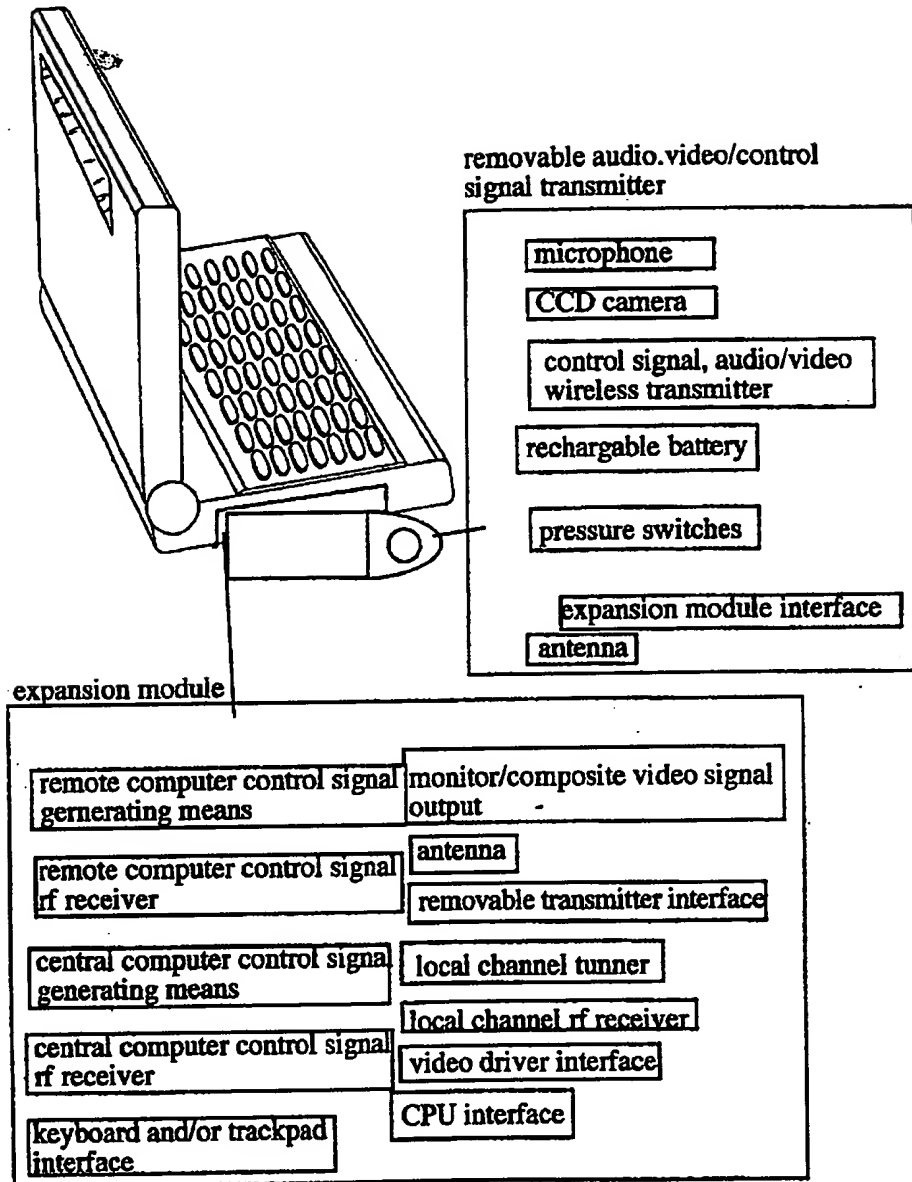 removable audio.video/control
signal transmitter
microphone
CCD camera
control signal, audio/video
wireless transmitter
rechargable battery
pressure switches
expansion module interface
antenna
expansion module
remote computer control signal
gernerating means
remote computer control signal
rf receiver
central computer control signal
generating means
central computer control signal
rf receiver
keyboard and/or trackpad
interface
monitor/composite video signal
output
antenna
removable transmitter interface
local channel tunner
local channel rf receiver
video driver interface
CPU interface